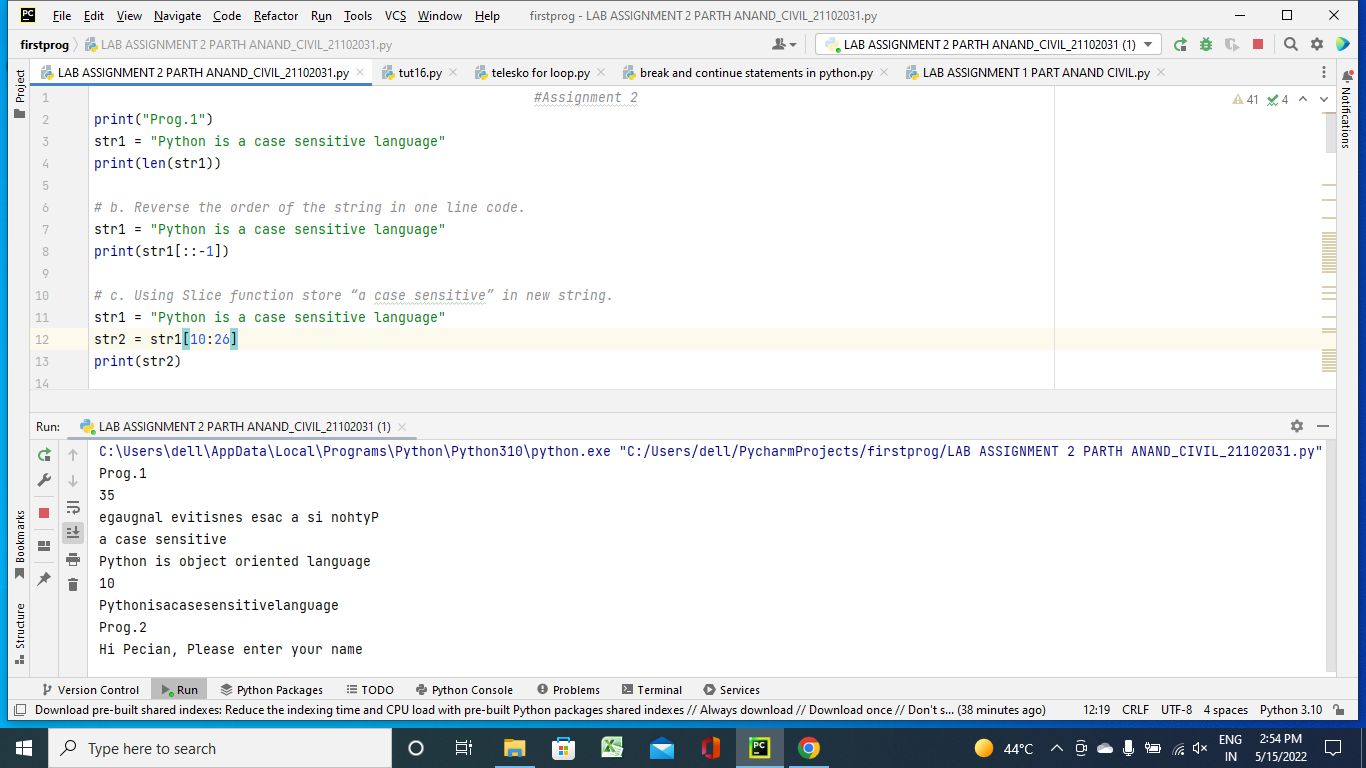 PC File Edit View Navigate Code Refactor Run Tools VCS Window Help firstprog - LAB ASSIGNMENT 2 PARTH ANAND_CIVIL_21102031.py
firstprog LAB ASSIGNMENT 2 PARTH ANAND_CIVIL_21102031.py LAB ASSIGNMENT 2 PARTH ANAND_CIVIL_21102031 (1)
LAB ASSIGNMENT 2 PARTH ANAND_CIVIL_21102031.py tut16.py telesko for loop.py break and continue statements in python.py LAB ASSIGNMENT 1 PART ANAND CIVIL.py
Project
Notifications
41 4
1 #Assignment 2
2 print("Prog.1")
3 str1 = "Python is a case sensitive language"
4 print(len(str1))
5
6 # b. Reverse the order of the string in one line code.
7 str1 = "Python is a case sensitive language"
8 print(str1[::-1])
9
10 # c. Using Slice function store “a case sensitive” in new string.
11 str1 = "Python is a case sensitive language"
12 str2 = str1[10:26]
13 print(str2)
14
Run: LAB ASSIGNMENT 2 PARTH ANAND_CIVIL_21102031 (1)
C:\Users\dell\AppData\Local\Programs\Python\Python310\python.exe "C:/Users/dell/PycharmProjects/firstprog/LAB ASSIGNMENT 2 PARTH ANAND_CIVIL_21102031.py"
Prog.1
35
egaugnal evitisnes esac a si nohtyP
a case sensitive
Python is object oriented language
10
Pythonisacasesensitivelanguage
Prog.2
Hi Pecian, Please enter your name
Bookmarks
Structure
Version Control Run Python Packages TODO Python Console Problems Terminal Services
Download pre-built shared indexes: Reduce the indexing time and CPU load with pre-built Python packages shared indexes // Always download // Download once // Don't s... (38 minutes ago) 12:19 CRLF UTF-8 4 spaces Python 3.10
Type here to search PC 44°C ENG 2:54 PM
IN 5/15/2022